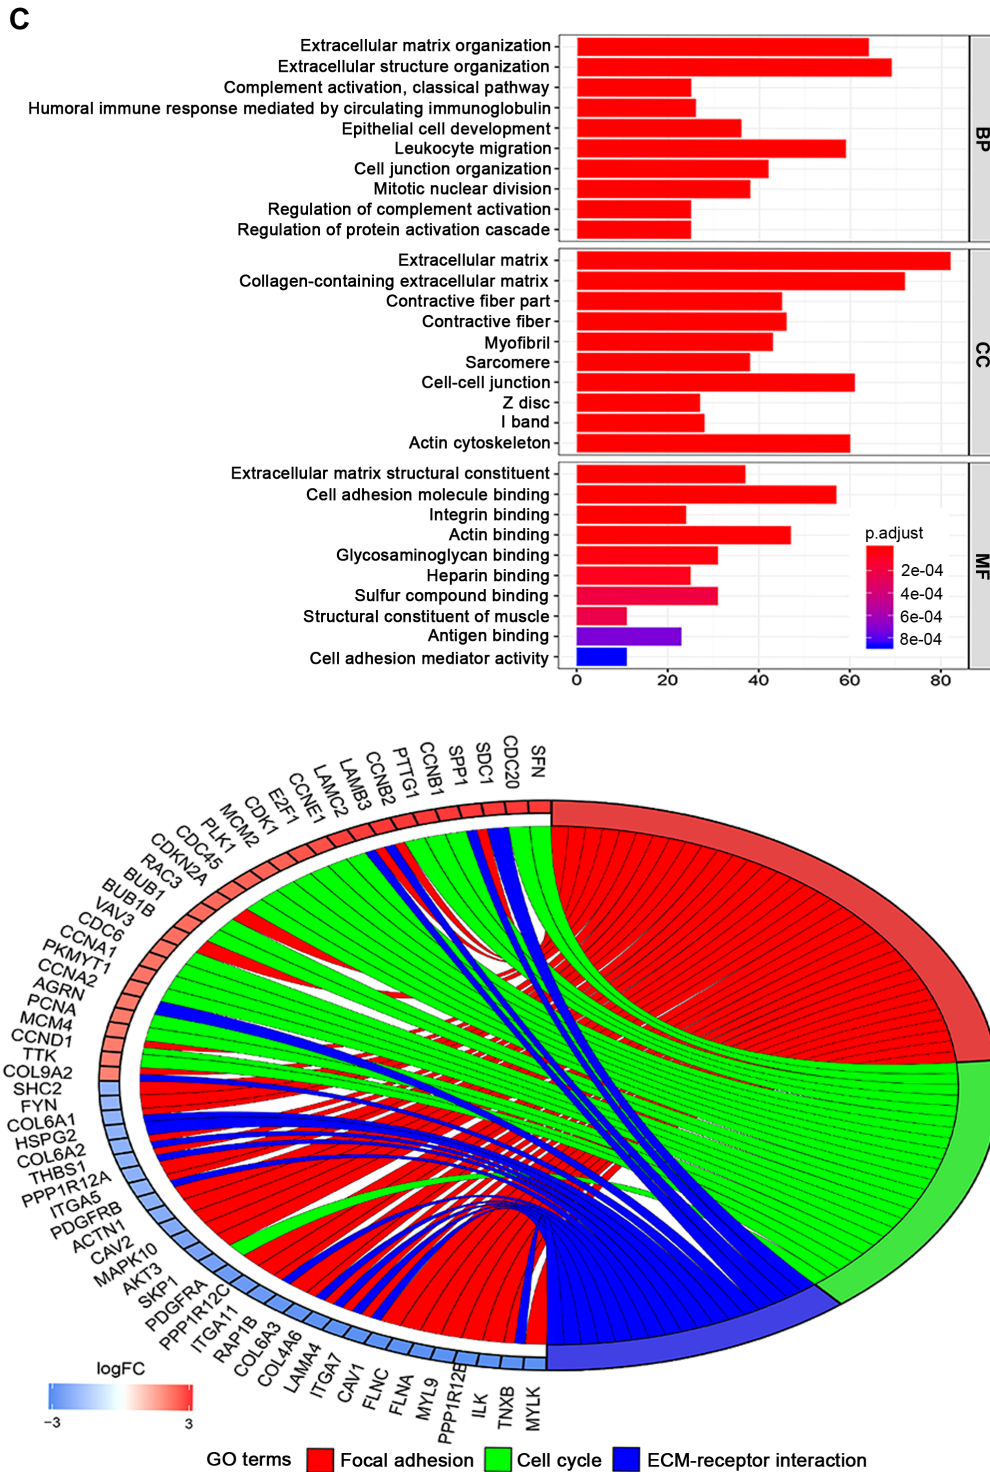 C
Extracellular matrix organization
Extracellular structure organization
Complement activation, classical pathway
Humoral immune response mediated by circulating immunoglobulin
Epithelial cell development
Leukocyte migration
Cell junction organization
Mitotic nuclear division
Regulation of complement activation
Regulation of protein activation cascade
BP
Extracellular matrix
Collagen-containing extracellular matrix
Contractive fiber part
Contractive fiber
Myofibril
Sarcomere
Cell-cell junction
Z disc
I band
Actin cytoskeleton
CC
Extracellular matrix structural constituent
Cell adhesion molecule binding
Integrin binding
Actin binding
Glycosaminoglycan binding
Heparin binding
Sulfur compound binding
Structural constituent of muscle
Antigen binding
Cell adhesion mediator activity
MF
p.adjust
2e-04
4e-04
6e-04
8e-04
0 20 40 60 80
SFN
CDC20
SDC1
SPP1
CCNB1
PTTG1
CCNB2
LAMB3
LAMC2
CCNE1
E2F1
CDK1
MCM2
PLK1
CDC45
CDKN2A
RAC3
BUB1
BUB1B
VAV3
CDC6
CCNA1
PKMYT1
CCNA2
AGRN
PCNA
MCM4
CCND1
TTK
COL9A2
SHC2
FYN
COL6A1
HSPG2
COL6A2
THBS1
PPP1R12A
ITGA5
PDGFRB
ACTN1
CAV2
MAPK10
AKT3
SKP1
PDGFRA
PPP1R12C
ITGA11
RAP1B
COL6A3
COL4A6
LAMA4
ITGA7
CAV1
FLNC
FLNA
MYL9
PPP1R12B
ILK
TNXB
MYLK
logFC
−3 3
GO terms Focal adhesion Cell cycle ECM-receptor interaction